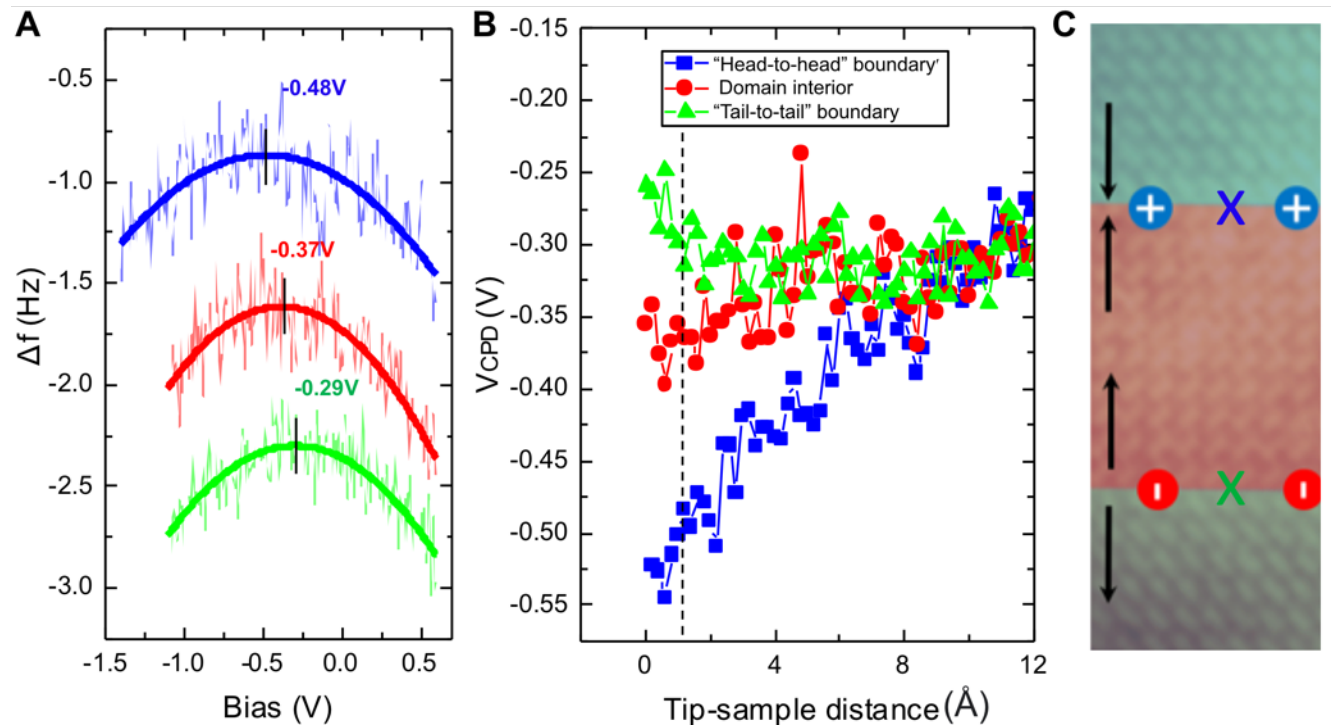 A
B
C
-0.5
-1.0
-1.5
-2.0
-2.5
-3.0
Δf (Hz)
-0.48V
-0.37V
-0.29V
-1.5 -1.0 -0.5 0.0 0.5
Bias (V)
-0.15
-0.20
-0.25
-0.30
-0.35
-0.40
-0.45
-0.50
-0.55
VCPD (V)
"Head-to-head" boundary'
Domain interior
"Tail-to-tail" boundary
0 4 8 12
Tip-sample distance (Å)
+ X +
- X -